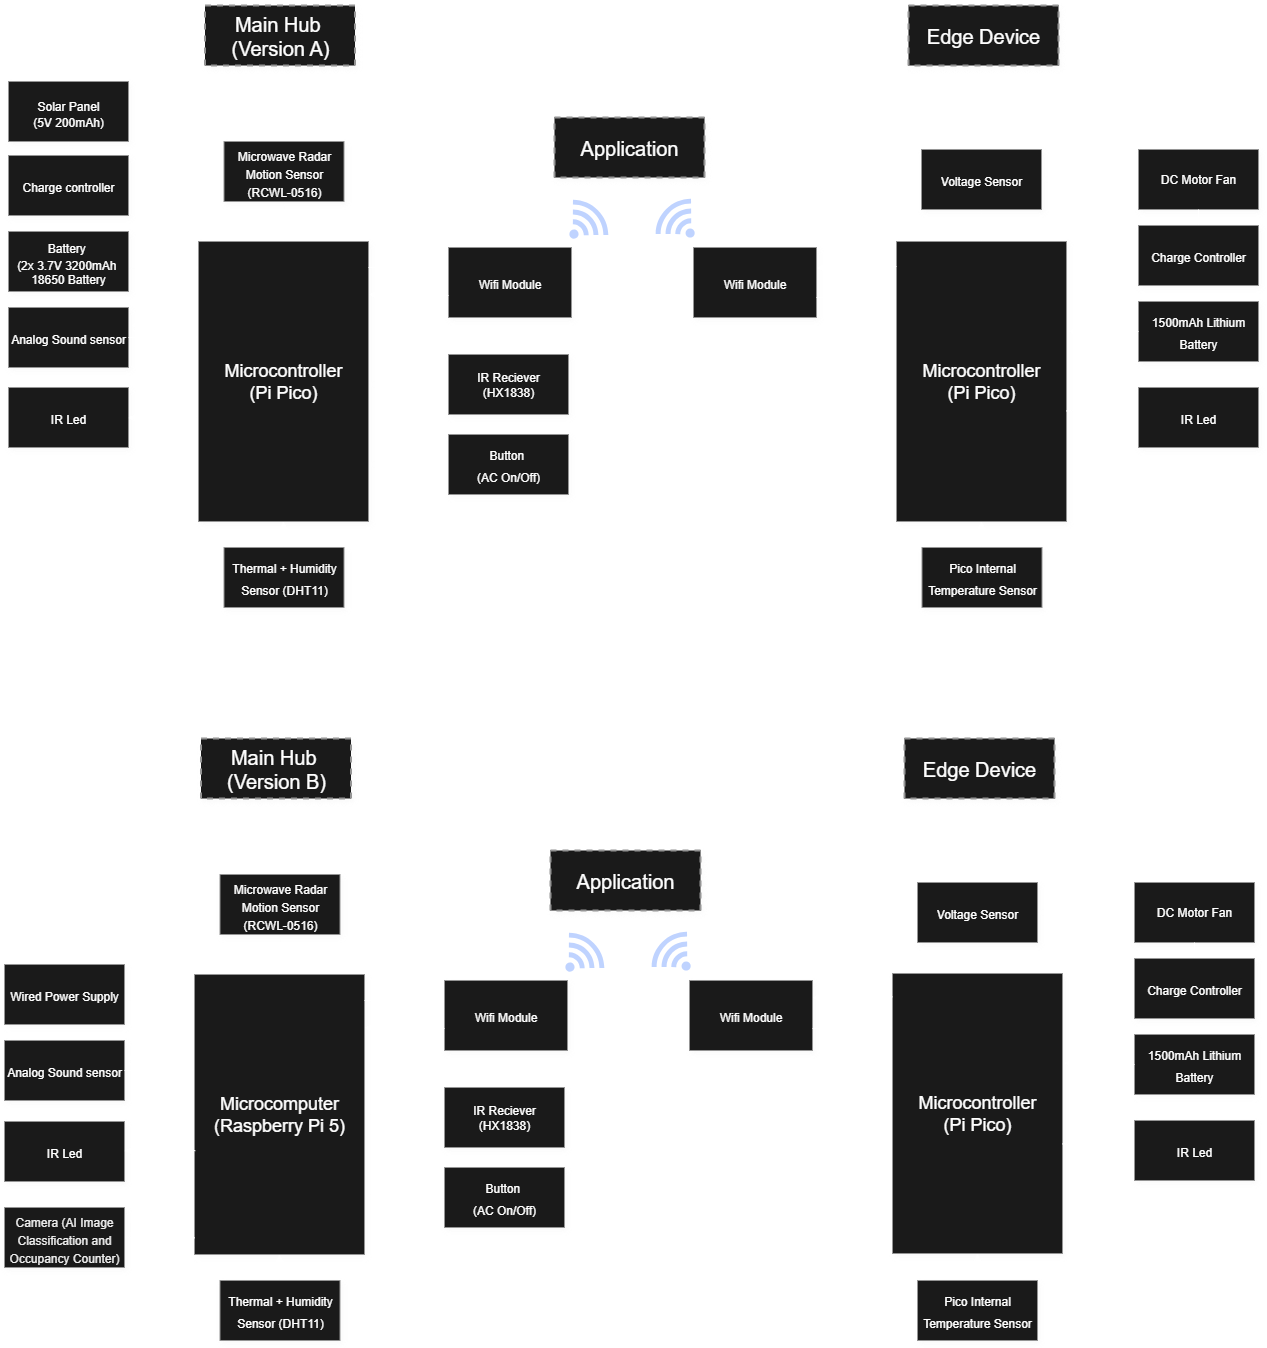 Main Hub
(Version A)
Edge Device
Solar Panel
(5V 200mAh)
Charge controller
Battery
(2x 3.7V 3200mAh
18650 Battery
Analog Sound sensor
IR Led
Microwave Radar
Motion Sensor
(RCWL-0516)
Microcontroller
(Pi Pico)
Thermal + Humidity
Sensor (DHT11)
Application
Wifi Module
Wifi Module
IR Reciever
(HX1838)
Button
(AC On/Off)
Voltage Sensor
Microcontroller
(Pi Pico)
Pico Internal
Temperature Sensor
DC Motor Fan
Charge Controller
1500mAh Lithium
Battery
IR Led
Main Hub
(Version B)
Edge Device
Wired Power Supply
Analog Sound sensor
IR Led
Camera (AI Image
Classification and
Occupancy Counter)
Microwave Radar
Motion Sensor
(RCWL-0516)
Microcomputer
(Raspberry Pi 5)
Thermal + Humidity
Sensor (DHT11)
Application
Wifi Module
Wifi Module
IR Reciever
(HX1838)
Button
(AC On/Off)
Voltage Sensor
Microcontroller
(Pi Pico)
Pico Internal
Temperature Sensor
DC Motor Fan
Charge Controller
1500mAh Lithium
Battery
IR Led